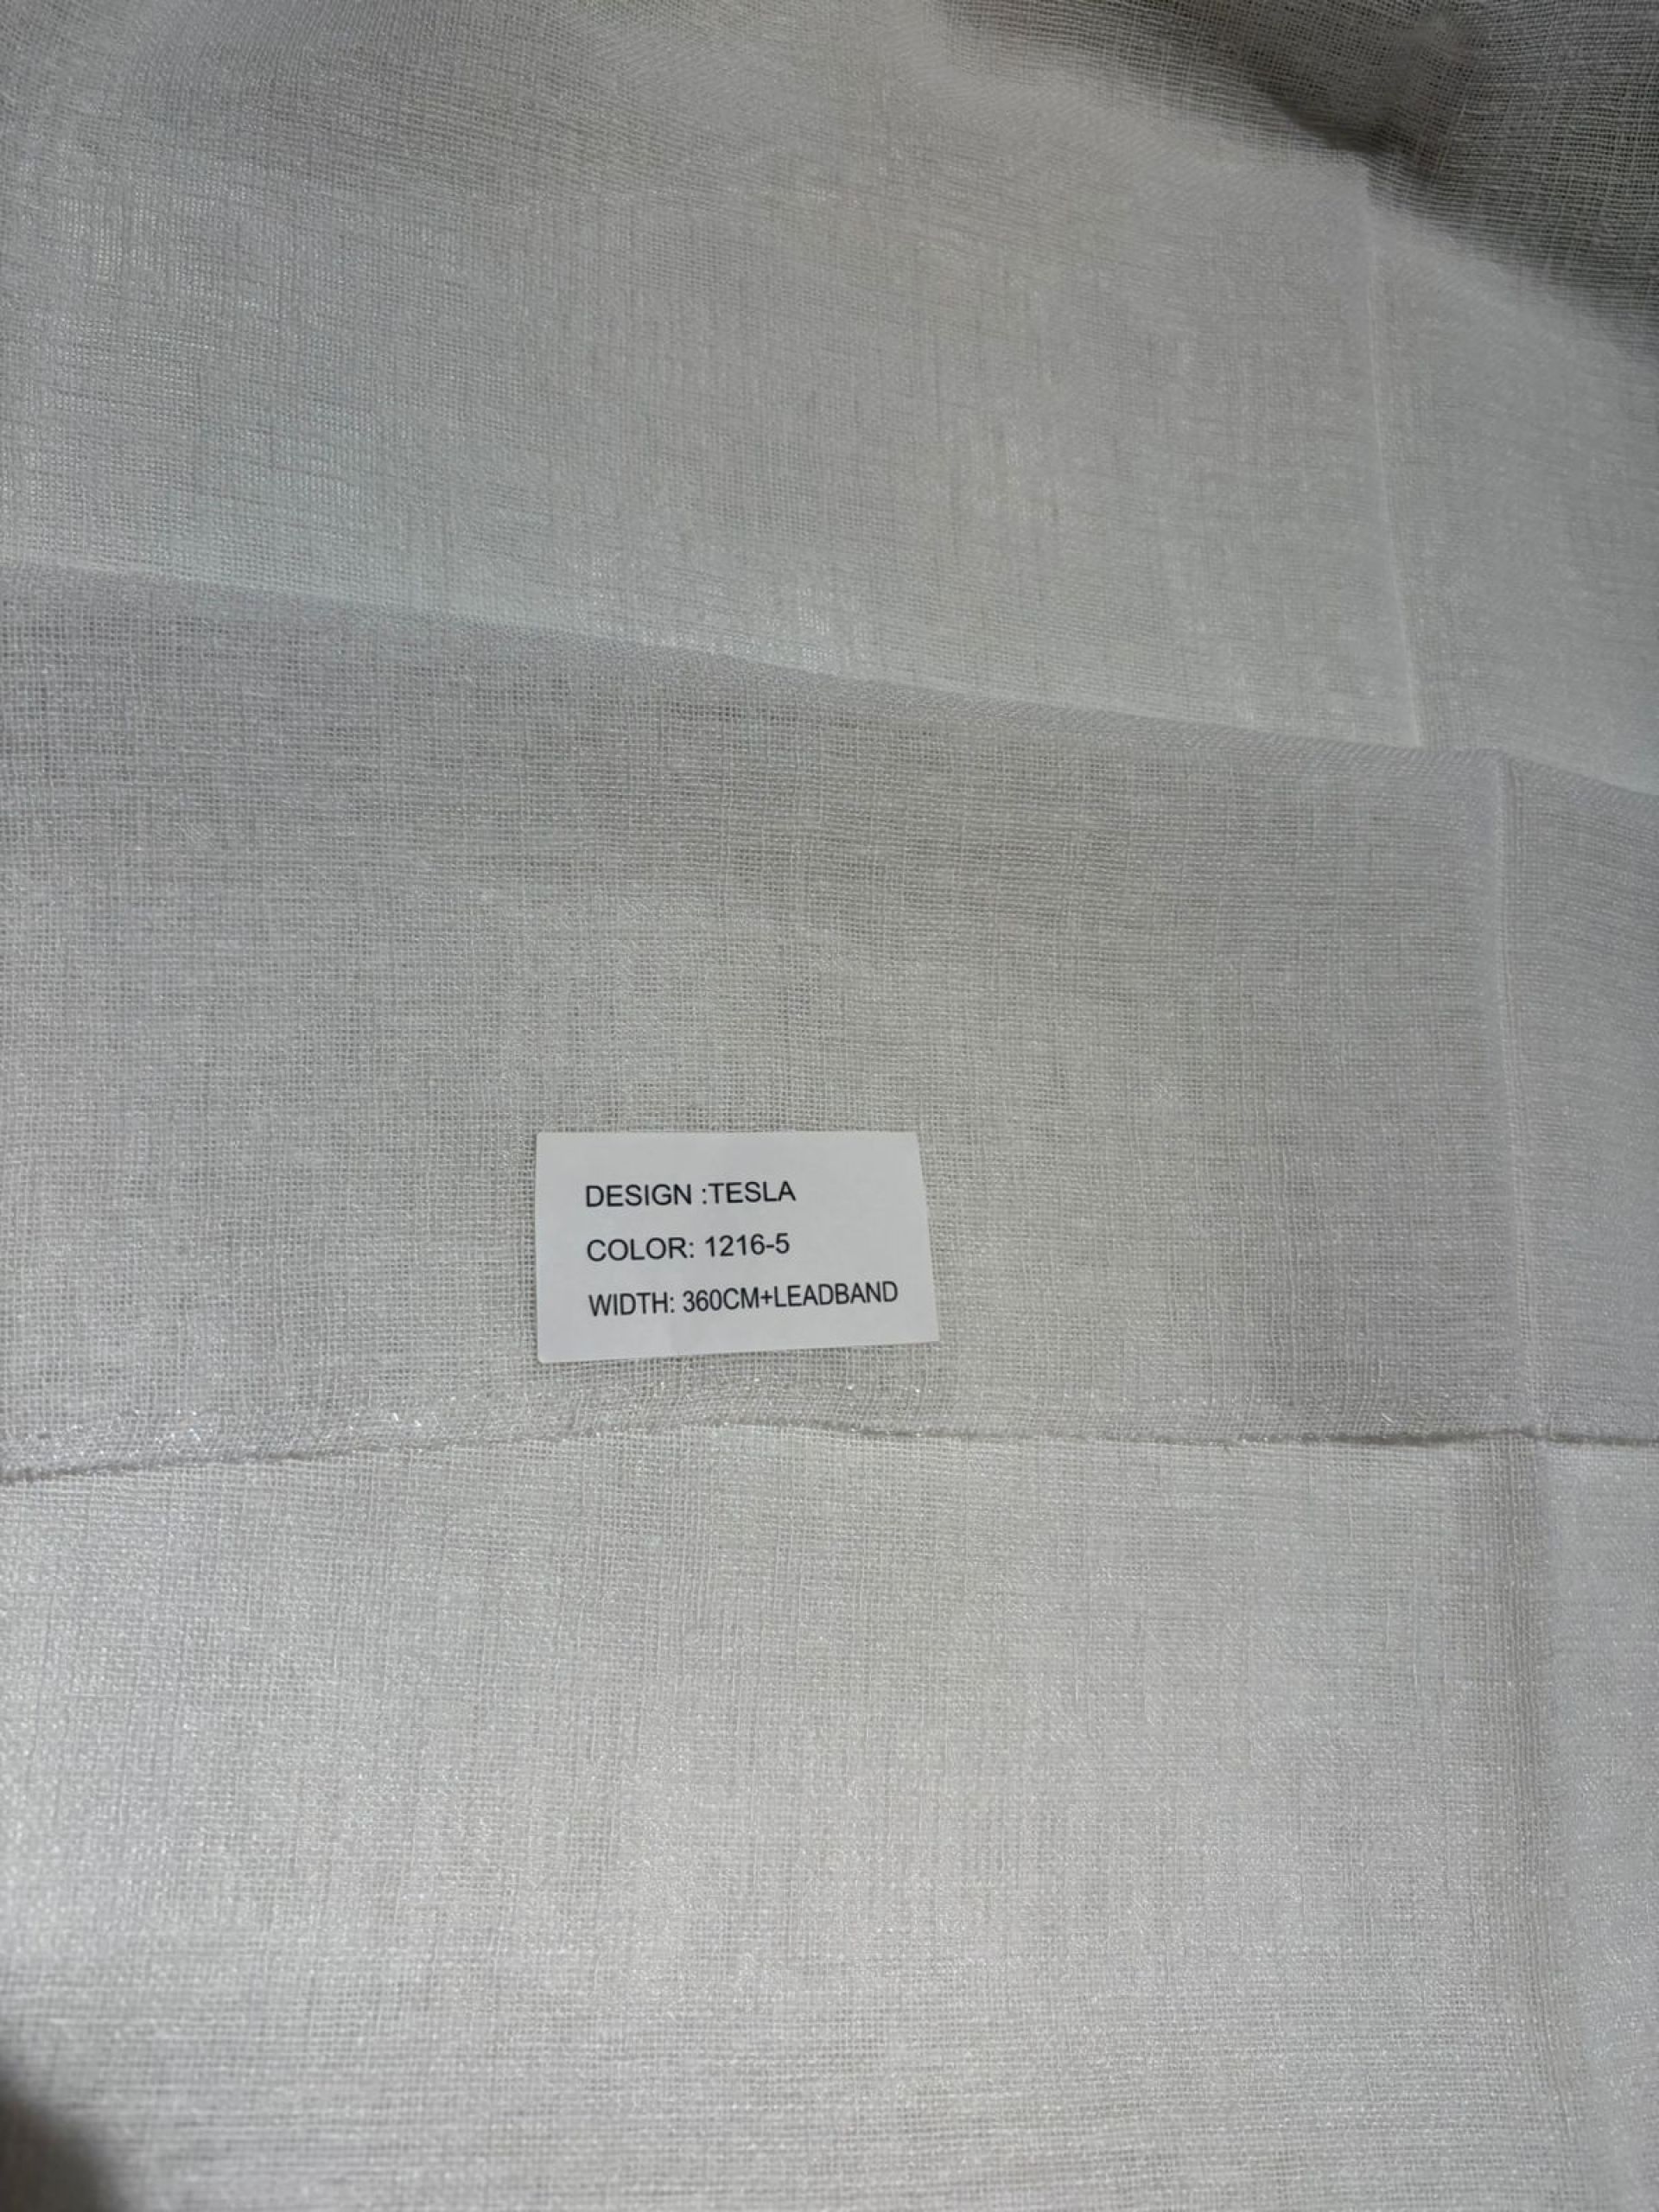 DESIGN :TESLA
COLOR: 1216-5
WIDTH: 360CM+LEADBAND